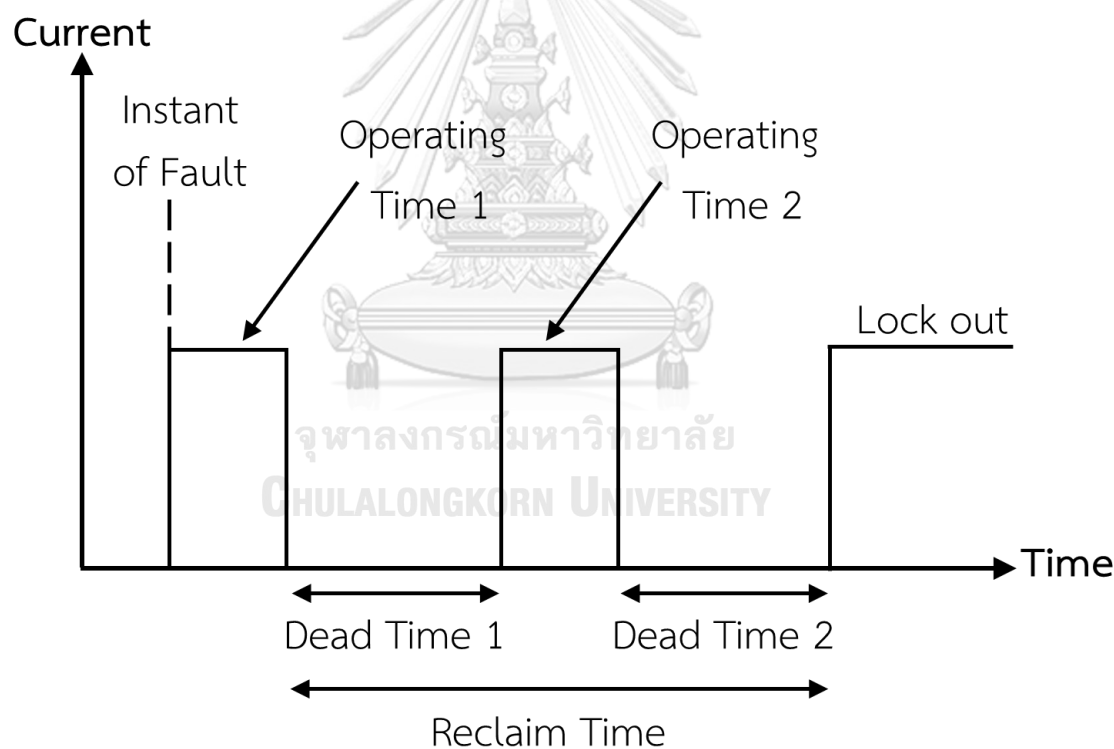 Current
Instant
of Fault
Operating
Time 1
Operating
Time 2
Lock out
จุฬาลงกรณ์มหาวิทยาลัย
CHULALONGKORN UNIVERSITY
Time
Dead Time 1
Dead Time 2
Reclaim Time